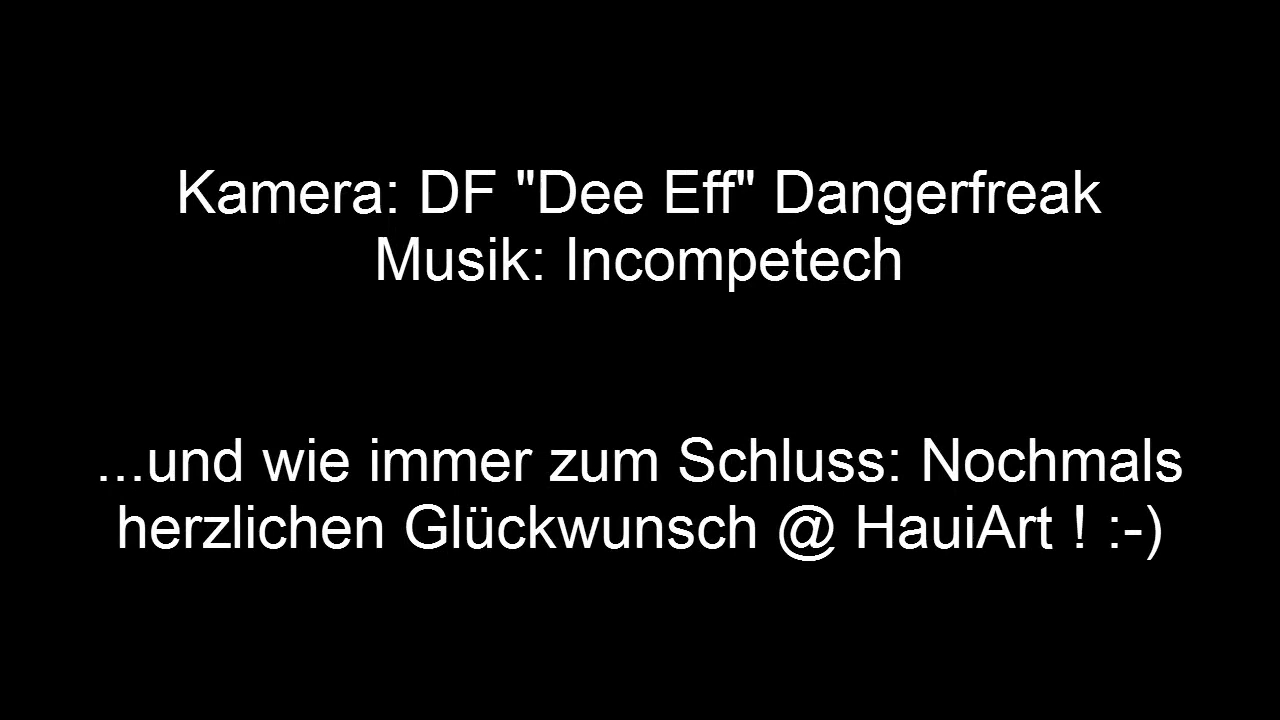 Kamera: DF "Dee Eff" Dangerfreak
Musik: Incompetech
...und wie immer zum Schluss: Nochmals
herzlichen Glückwunsch @ HauiArt ! :-)